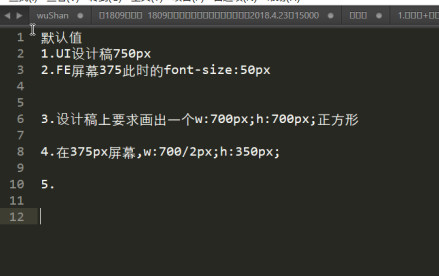 wuShan
1809 1809 2018.4.23 15000
1.
1 默认值
2 1.UI设计稿750px
3 2.FE屏幕375此时的font-size:50px
4
5
6 3.设计稿上要求画出一个w:700px;h:700px;正方形
7
8 4.在375px屏幕,w:700/2px;h:350px;
9
10 5.
11
12